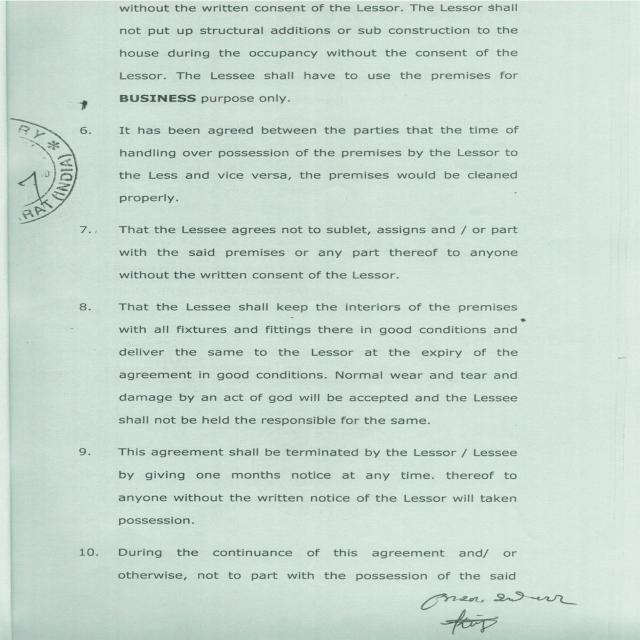 without the written consent of the Lessor. The Lessor shall
not put up structural additions or sub construction to the
house during the occupancy without the consent of the
Lessor. The Lessee shall have to use the premises for
BUSINESS purpose only.
6. It has been agreed between the parties that the time of
handling over possession of the premises by the Lessor to
the Less and vice versa, the premises would be cleaned
properly.
7. That the Lessee agrees not to sublet, assigns and / or part
with the said premises or any part thereof to anyone
without the written consent of the Lessor.
8. That the Lessee shall keep the interiors of the premises
with all fixtures and fittings there in good conditions and
deliver the same to the Lessor at the expiry of the
agreement in good conditions. Normal wear and tear and
damage by an act of god will be accepted and the Lessee
shall not be held the responsible for the same.
9. This agreement shall be terminated by the Lessor / Lessee
by giving one months notice at any time. thereof to
anyone without the written notice of the Lessor will taken
possession.
10. During the continuance of this agreement and/ or
otherwise, not to part with the possession of the said
RY *
RAT (INDIA)